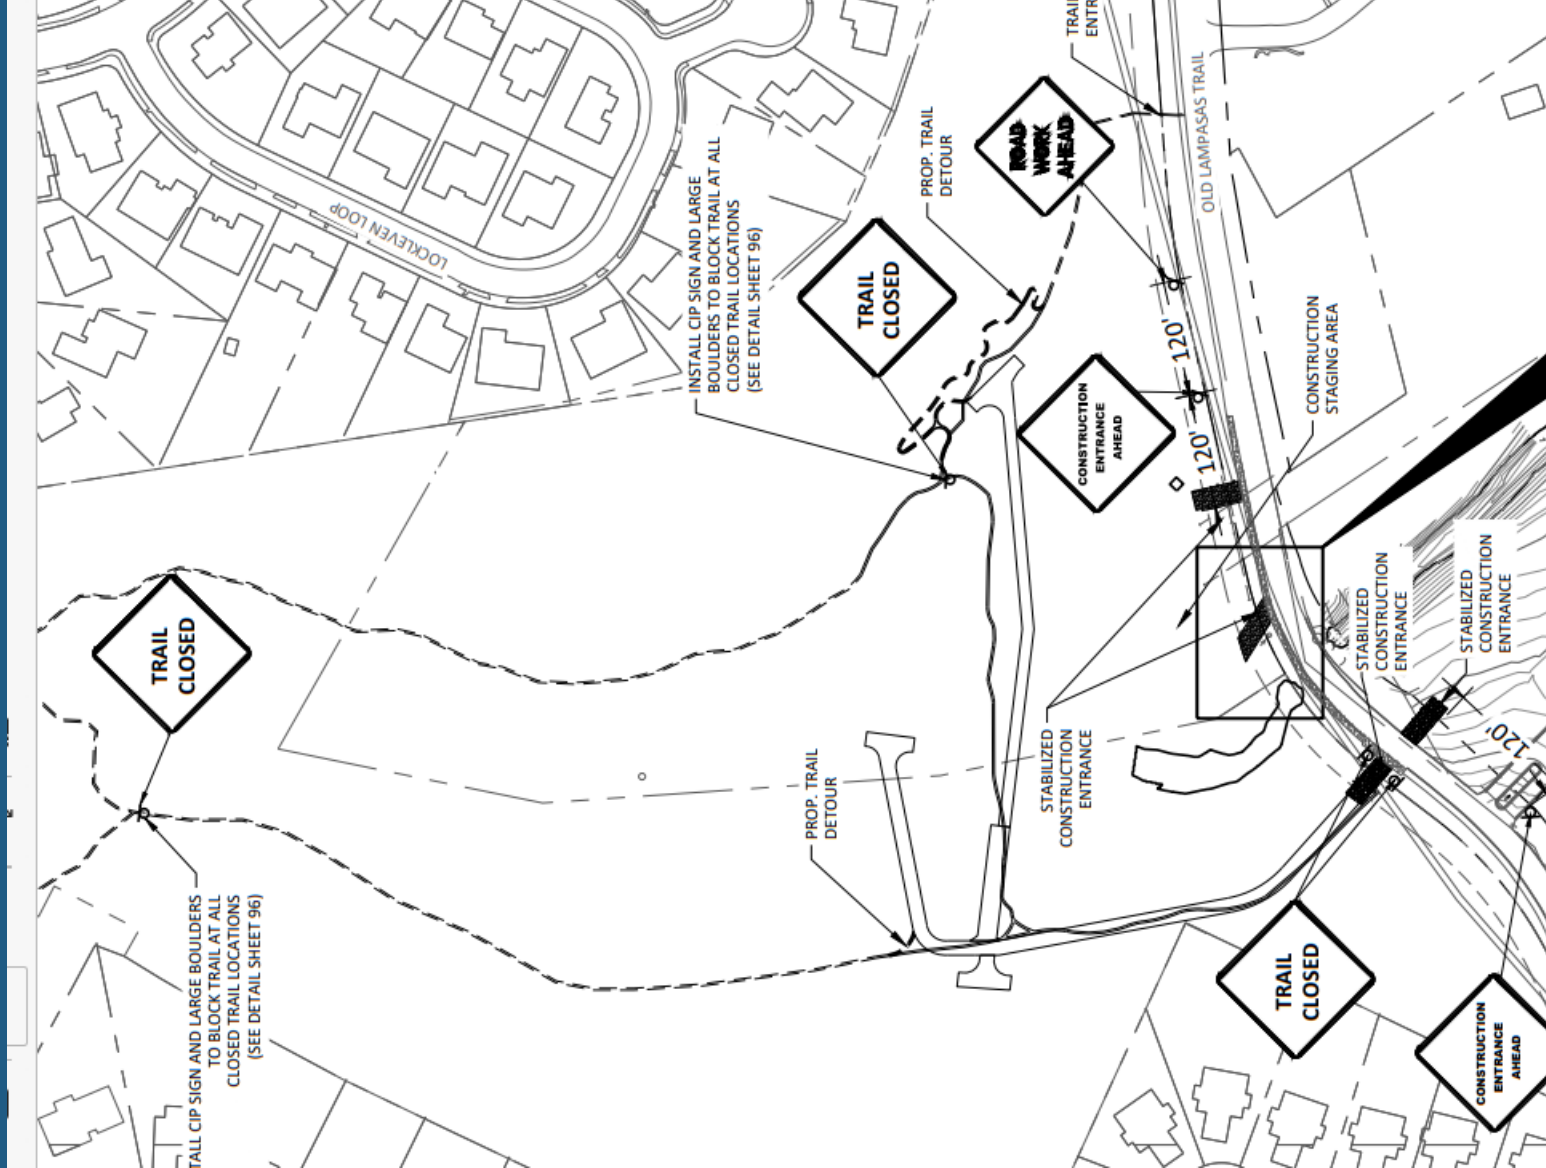 TRAIL
CLOSED
INSTALL CIP SIGN AND LARGE
BOULDERS TO BLOCK TRAIL AT ALL
CLOSED TRAIL LOCATIONS
(SEE DETAIL SHEET 96)
LOCKLEVEN LOOP
TRAIL
CLOSED
PROP. TRAIL
DETOUR
ROAD
WORK
AHEAD
OLD LAMPASAS TRAIL
CONSTRUCTION
ENTRANCE
AHEAD
120'
120'
CONSTRUCTION
STAGING AREA
AND LARGE BOULDERS
TO BLOCK TRAIL AT ALL
CLOSED TRAIL LOCATIONS
(SEE DETAIL SHEET 96)
CIP SIGN
PROP. TRAIL
DETOUR
STABILIZED
CONSTRUCTION
ENTRANCE
STABILIZED
CONSTRUCTION
ENTRANCE
STABILIZED
CONSTRUCTION
ENTRANCE
120'
TRAIL
CLOSED
CONSTRUCTION
ENTRANCE
AHEAD